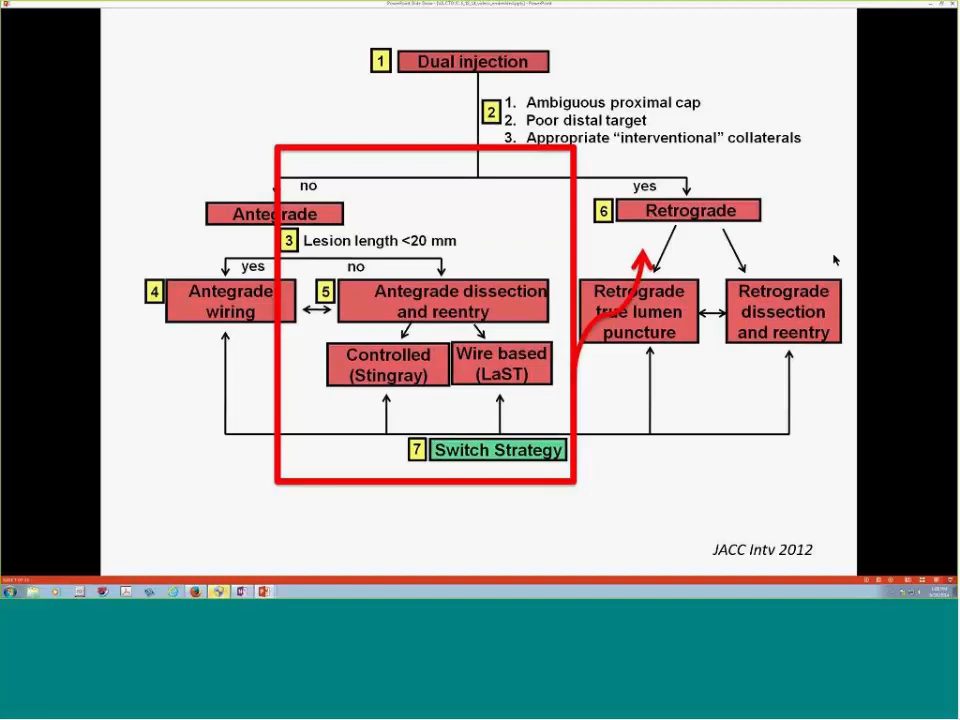 1 Dual injection
2
1. Ambiguous proximal cap
2. Poor distal target
3. Appropriate “interventional” collaterals
no
yes
Antegrade
6 Retrograde
3 Lesion length <20 mm
yes
no
4 Antegrade
wiring
5 Antegrade dissection
and reentry
Retrograde
true lumen
puncture
Retrograde
dissection
and reentry
Controlled
(Stingray)
Wire based
(LaST)
7 Switch Strategy
JACC Intv 2012